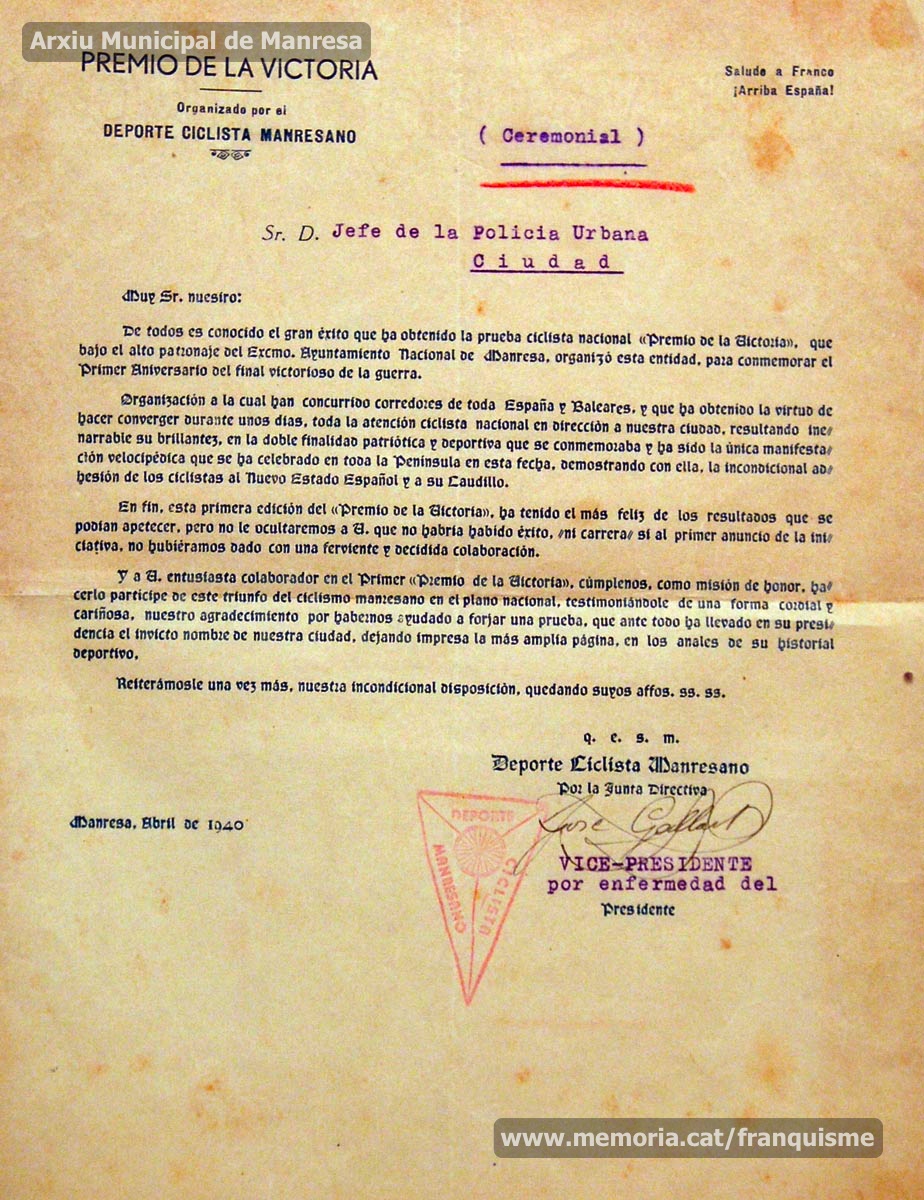 Arxiu Municipal de Manresa
PREMIO DE LA VICTORIA
Organizado por el
DEPORTE CICLISTA MANRESANO
Saludo a Franco
¡Arriba España!
( Ceremonial )
Sr. D. Jefe de la Policia Urbana
Ciudad
Muy Sr. nuestro:
De todos es conocido el gran éxito que ha obtenido la prueba ciclista nacional «Premio de la Victoria», que
bajo el alto patronaje del Excmo. Ayuntamiento Nacional de Manresa, organizó esta entidad, para conmemorar el
Primer Aniversario del final victorioso de la guerra.
Organización a la cual han concurrido corredores de toda España y Baleares, y que ha obtenido la virtud de
hacer converger durante unos días, toda la atención ciclista nacional en dirección a nuestra ciudad, resultando ine-
narrable su brillantez, en la doble finalidad patriótica y deportiva que se conmemoraba y ha sido la única manifesta-
ción velocipédica que se ha celebrado en toda la Península en esta fecha, demostrando con ella, la incondicional ad-
hesión de los ciclistas al Nuevo Estado Español y a su Caudillo.
En fin, esta primera edición del «Premio de la Victoria», ha tenido el más feliz de los resultados que se
podían apetecer, pero no le ocultaremos a V. que no habría habido éxito, -ni carrera- si al primer anuncio de la ini-
ciativa, no hubiéramos dado con una ferviente y decidida colaboración.
Y a V. entusiasta colaborador en el Primer «Premio de la Victoria», cúmplenos, como misión de honor, ha-
cerlo partícipe de este triunfo del ciclismo manresano en el plano nacional, testimoniándole de una forma cordial y
cariñosa, nuestro agradecimiento por habernos ayudado a forjar una prueba, que ante todo ha llevado en su presi-
dencia el invicto nombre de nuestra ciudad, dejando impresa la más amplia página, en los anales de su historial
deportivo.
Reiterámosle una vez más, nuestra incondicional disposición, quedando suyos affos. ss. ss.
q. e. s. m.
Deporte Ciclista Manresano
Por la Junta Directiva
José Gallart
Manresa, Abril de 1940
DEPORTE
CICLISTA
MANRESANO
VICE-PRESIDENTE
por enfermedad del
Presidente
www.memoria.cat/franquisme